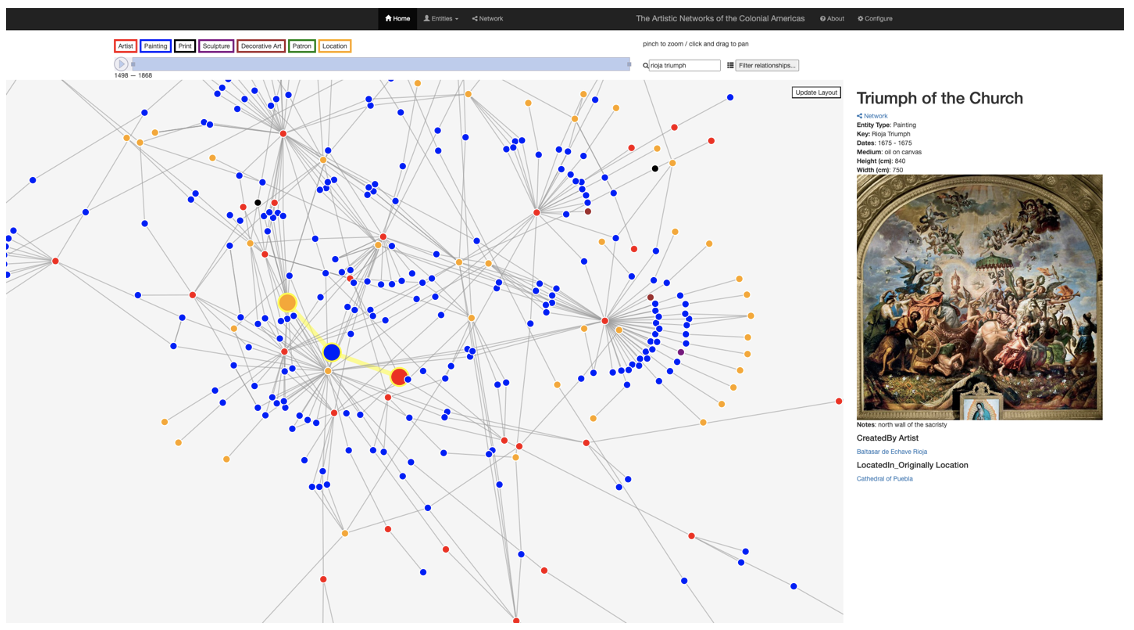 Home Entities Network The Artistic Networks of the Colonial Americas About Configure
Artist Painting Print Sculpture Decorative Art Patron Location
pinch to zoom / click and drag to pan
rioja triumph Filter relationships...
1498 — 1868
Update Layout
Triumph of the Church
Network
Entity Type: Painting
Key: Rioja Triumph
Dates: 1675 - 1675
Medium: oil on canvas
Height (cm): 840
Width (cm): 750
Notes: north wall of the sacristy
CreatedBy Artist
Baltasar de Echave Rioja
LocatedIn_Originally Location
Cathedral of Puebla